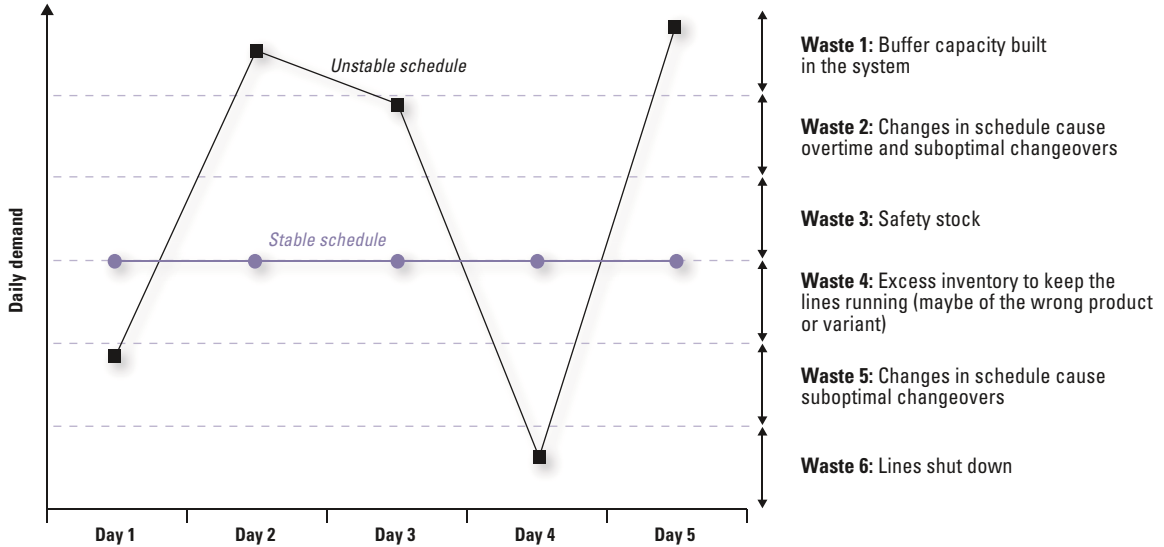 Daily demand
Unstable schedule
Stable schedule
Day 1
Day 2
Day 3
Day 4
Day 5
Waste 1: Buffer capacity built
in the system
Waste 2: Changes in schedule cause
overtime and suboptimal changeovers
Waste 3: Safety stock
Waste 4: Excess inventory to keep the
lines running (maybe of the wrong product
or variant)
Waste 5: Changes in schedule cause
suboptimal changeovers
Waste 6: Lines shut down